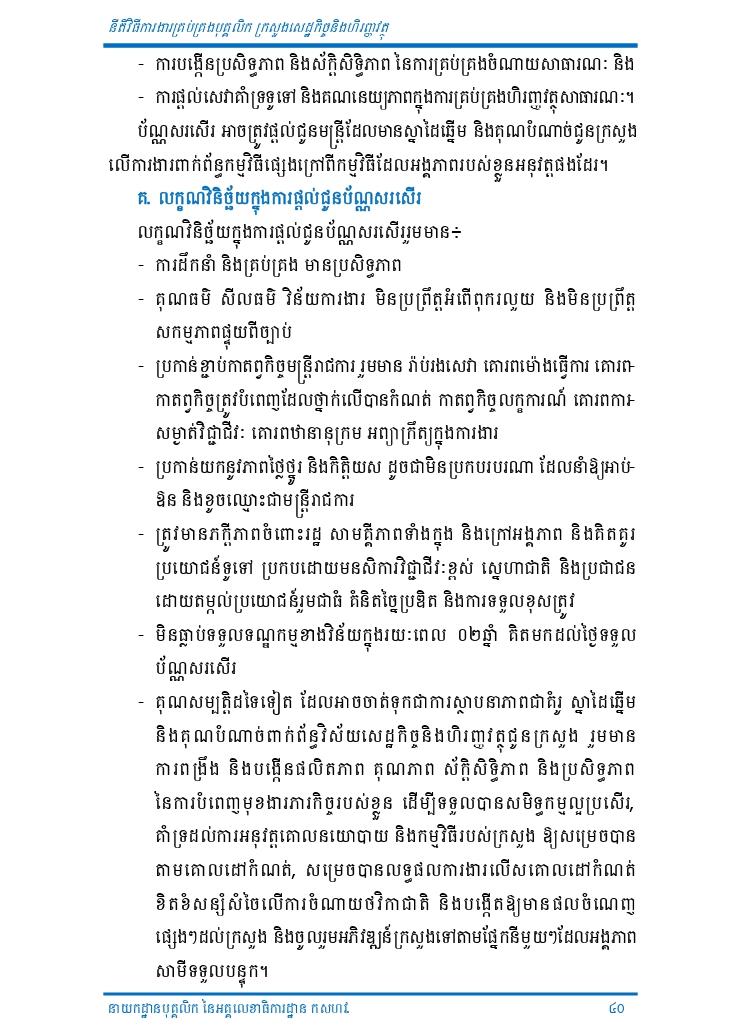 នីតិវិធីការងារគ្រប់គ្រងបុគ្គលិក ក្រសួងសេដ្ឋកិច្ចនិងហិរញ្ញវត្ថុ
- ការបង្កើនប្រសិទ្ធភាព និងស័ក្តិសិទ្ធិភាព នៃការគ្រប់គ្រងចំណាយសាធារណៈ និង
- ការផ្តល់សេវាគាំទ្រទូទៅ និងគណនេយ្យភាពក្នុងការគ្រប់គ្រងហិរញ្ញវត្ថុសាធារណៈ។
ប័ណ្ណសរសើរ អាចត្រូវផ្តល់ជូនមន្ត្រីដែលមានស្នាដៃឆ្នើម និងគុណបំណាច់ជូនក្រសួង
លើការងារពាក់ព័ន្ធកម្មវិធីផ្សេងក្រៅពីកម្មវិធីដែលអង្គភាពរបស់ខ្លួនអនុវត្តផងដែរ។
គ. លក្ខណវិនិច្ឆ័យក្នុងការផ្តល់ជូនប័ណ្ណសរសើរ
លក្ខណវិនិច្ឆ័យក្នុងការផ្តល់ជូនប័ណ្ណសរសើររួមមាន÷
- ការដឹកនាំ និងគ្រប់គ្រង មានប្រសិទ្ធភាព
- គុណធម៌ សីលធម៌ វិន័យការងារ មិនប្រព្រឹត្តអំពើពុករលួយ និងមិនប្រព្រឹត្ត
សកម្មភាពផ្ទុយពីច្បាប់
- ប្រកាន់ខ្ជាប់កាតព្វកិច្ចមន្ត្រីរាជការ រួមមាន រ៉ាប់រងសេវា គោរពម៉ោងធ្វើការ គោរព-
កាតព្វកិច្ចត្រូវបំពេញដែលថ្នាក់លើបានកំណត់ កាតព្វកិច្ចលក្ខការណ៍ គោរពការ-
សម្ងាត់វិជ្ជាជីវៈ គោរពឋានានុក្រម អព្យាក្រឹត្យក្នុងការងារ
- ប្រកាន់យកនូវភាពថ្លៃថ្នូរ និងកិត្តិយស ដូចជាមិនប្រកបរបរណា ដែលនាំឱ្យអាប់-
ឱន និងខូចឈ្មោះជាមន្ត្រីរាជការ
- ត្រូវមានភក្តីភាពចំពោះរដ្ឋ សាមគ្គីភាពទាំងក្នុង និងក្រៅអង្គភាព និងគិតគូរ
ប្រយោជន៍ទូទៅ ប្រកបដោយមនសិការវិជ្ជាជីវៈខ្ពស់ ស្នេហាជាតិ និងប្រជាជន
ដោយតម្កល់ប្រយោជន៍រួមជាធំ គំនិតច្នៃប្រឌិត និងការទទួលខុសត្រូវ
- មិនធ្លាប់ទទួលទណ្ឌកម្មខាងវិន័យក្នុងរយៈពេល ០២ឆ្នាំ គិតមកដល់ថ្ងៃទទួល
ប័ណ្ណសរសើរ
- គុណសម្បត្តិដទៃទៀត ដែលអាចចាត់ទុកជាការស្ថាបនាភាពជាគំរូ ស្នាដៃឆ្នើម
និងគុណបំណាច់ពាក់ព័ន្ធវិស័យសេដ្ឋកិច្ចនិងហិរញ្ញវត្ថុជូនក្រសួង រួមមាន
ការពង្រឹង និងបង្កើនផលិតភាព គុណភាព ស័ក្តិសិទ្ធិភាព និងប្រសិទ្ធភាព
នៃការបំពេញមុខងារភារកិច្ចរបស់ខ្លួន ដើម្បីទទួលបានសមិទ្ធកម្មល្អប្រសើរ,
គាំទ្រដល់ការអនុវត្តគោលនយោបាយ និងកម្មវិធីរបស់ក្រសួង ឱ្យសម្រេចបាន
តាមគោលដៅកំណត់, សម្រេចបានលទ្ធផលការងារលើសគោលដៅកំណត់
ខិតខំសន្សំសំចៃលើការចំណាយថវិកាជាតិ និងបង្កើតឱ្យមានផលចំណេញ
ផ្សេងៗដល់ក្រសួង និងចូលរួមអភិវឌ្ឍន៍ក្រសួងទៅតាមផ្នែកនីមួយៗដែលអង្គភាព
សាមីទទួលបន្ទុក។
នាយកដ្ឋានបុគ្គលិក នៃអគ្គលេខាធិការដ្ឋាន កសហវ. ៤០